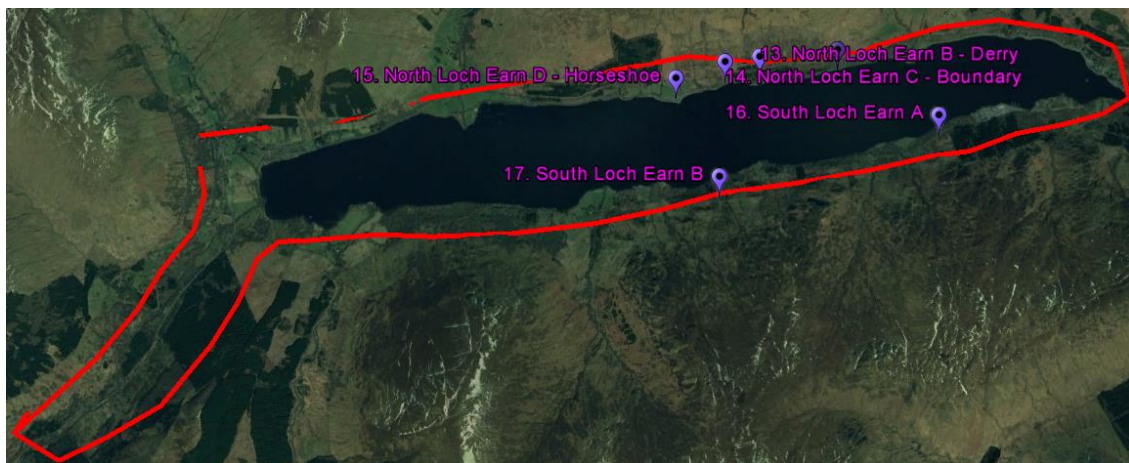 13. North Loch Earn B - Derry
15. North Loch Earn D - Horseshoe
14. North Loch Earn C - Boundary
16. South Loch Earn A
17. South Loch Earn B